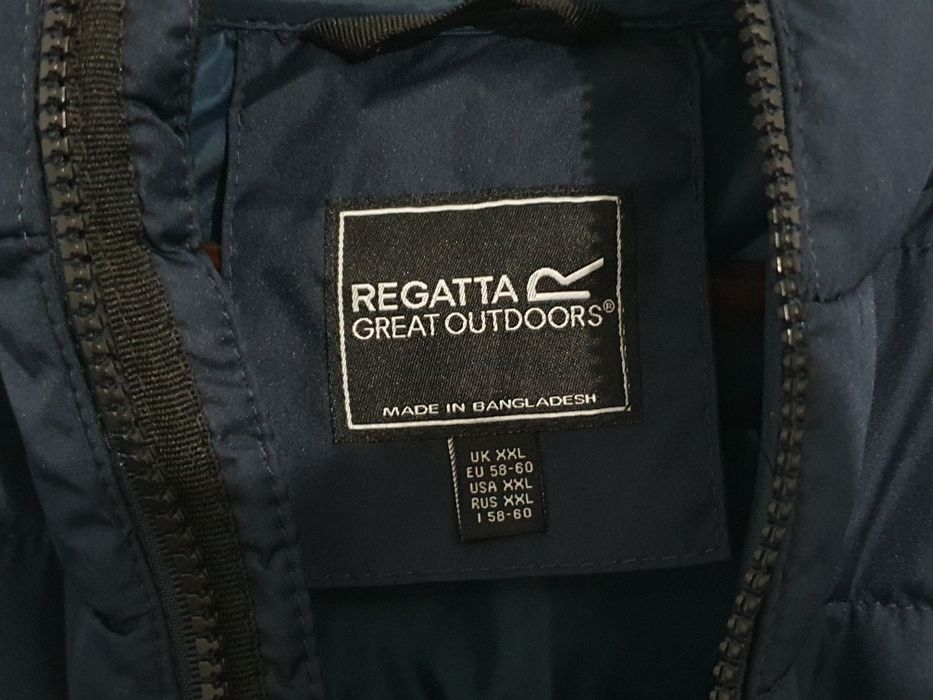 REGATTA
GREAT OUTDOORS®
MADE IN BANGLADESH
UK XXL
EU 58-60
USA XXL
RUS XXL
I 58-60